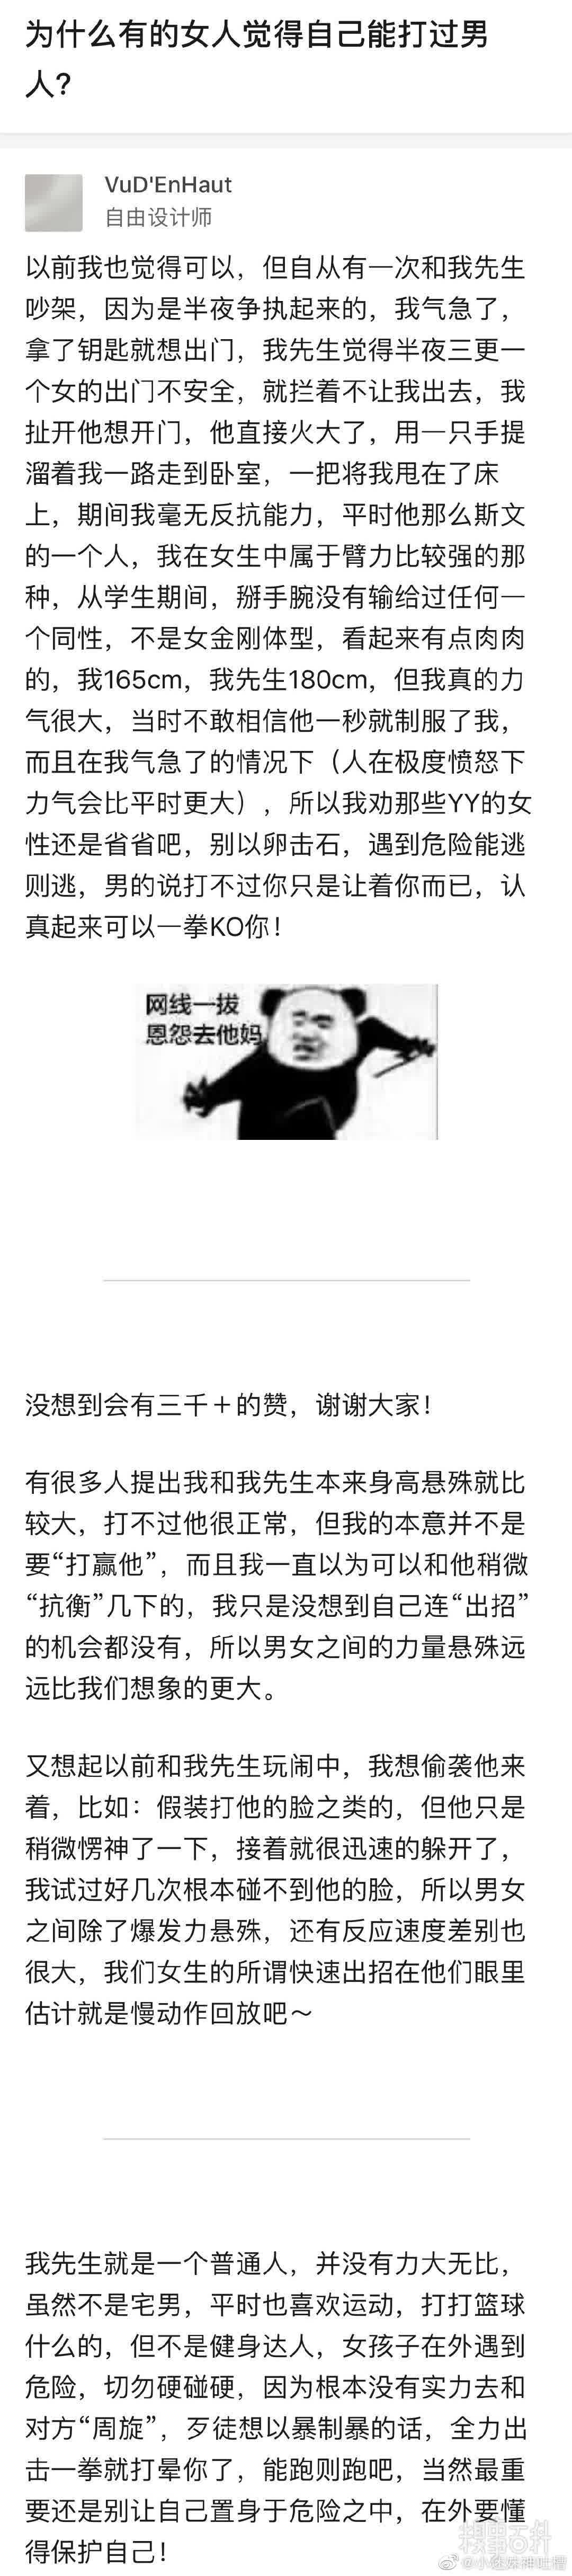 为什么有的女人觉得自己能打过男
人?
VuD'EnHaut
自由设计师
以前我也觉得可以，但自从有一次和我先生
吵架，因为是半夜争执起来的，我气急了，
拿了钥匙就想出门，我先生觉得半夜三更一
个女的出门不安全，就拦着不让我出去，我
扯开他想开门，他直接火大了，用一只手提
溜着我一路走到卧室，一把将我甩在了床
上，期间我毫无反抗能力，平时他那么斯文
的一个人，我在女生中属于臂力比较强的那
种，从学生期间，掰手腕没有输给过任何一
个同性，不是女金刚体型，看起来有点肉肉
的，我165cm，我先生180cm，但我真的力
气很大，当时不敢相信他一秒就制服了我，
而且在我气急了的情况下（人在极度愤怒下
力气会比平时更大），所以我劝那些YY的女
性还是省省吧，别以卵击石，遇到危险能逃
则逃，男的说打不过你只是让着你而已，认
真起来可以一拳KO你！
网线一拔
恩怨去他妈
没想到会有三千＋的赞，谢谢大家！
有很多人提出我和我先生本来身高悬殊就比
较大，打不过他很正常，但我的本意并不是
要“打赢他”，而且我一直以为可以和他稍微
“抗衡”几下的，我只是没想到自己连“出招”
的机会都没有，所以男女之间的力量悬殊远
远比我们想象的更大。
又想起以前和我先生玩闹中，我想偷袭他来
着，比如：假装打他的脸之类的，但他只是
稍微愣神了一下，接着就很迅速的躲开了，
我试过好几次根本碰不到他的脸，所以男女
之间除了爆发力悬殊，还有反应速度差别也
很大，我们女生的所谓快速出招在他们眼里
估计就是慢动作回放吧～
我先生就是一个普通人，并没有力大无比，
虽然不是宅男，平时也喜欢运动，打打篮球
什么的，但不是健身达人，女孩子在外遇到
危险，切勿硬碰硬，因为根本没有实力去和
对方“周旋”，歹徒想以暴制暴的话，全力出
击一拳就打晕你了，能跑则跑吧，当然最重
要还是别让自己置身于危险之中，在外要懂
得保护自己！